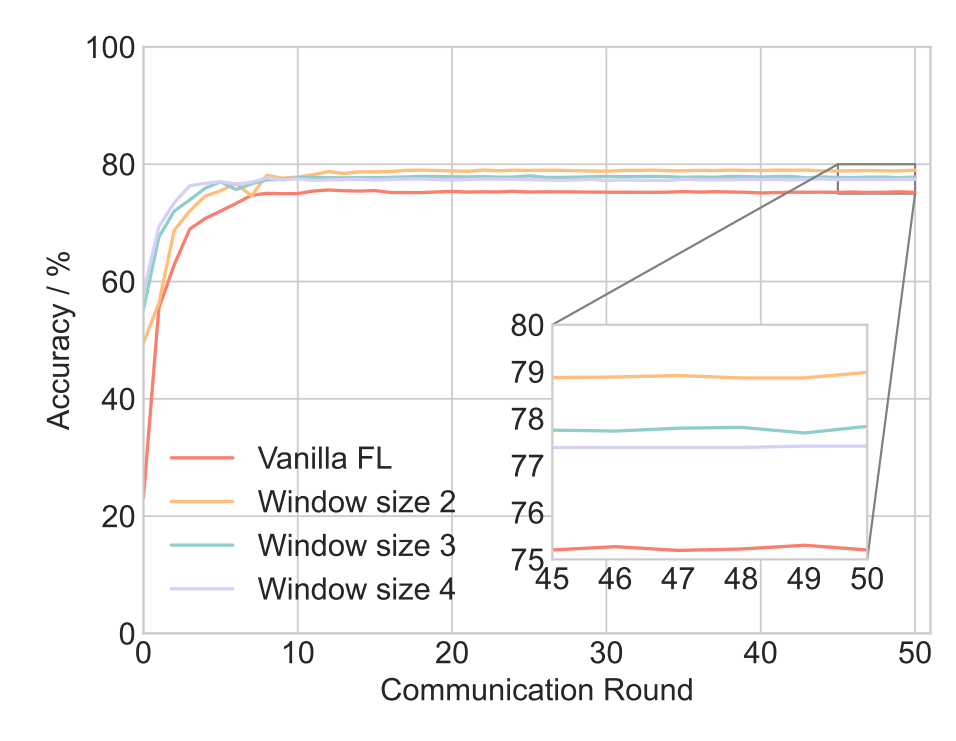 100
80
60
40
20
0
Accuracy / %
Vanilla FL
Window size 2
Window size 3
Window size 4
80
79
78
77
76
75
45 46 47 48 49 50
0 10 20 30 40 50
Communication Round